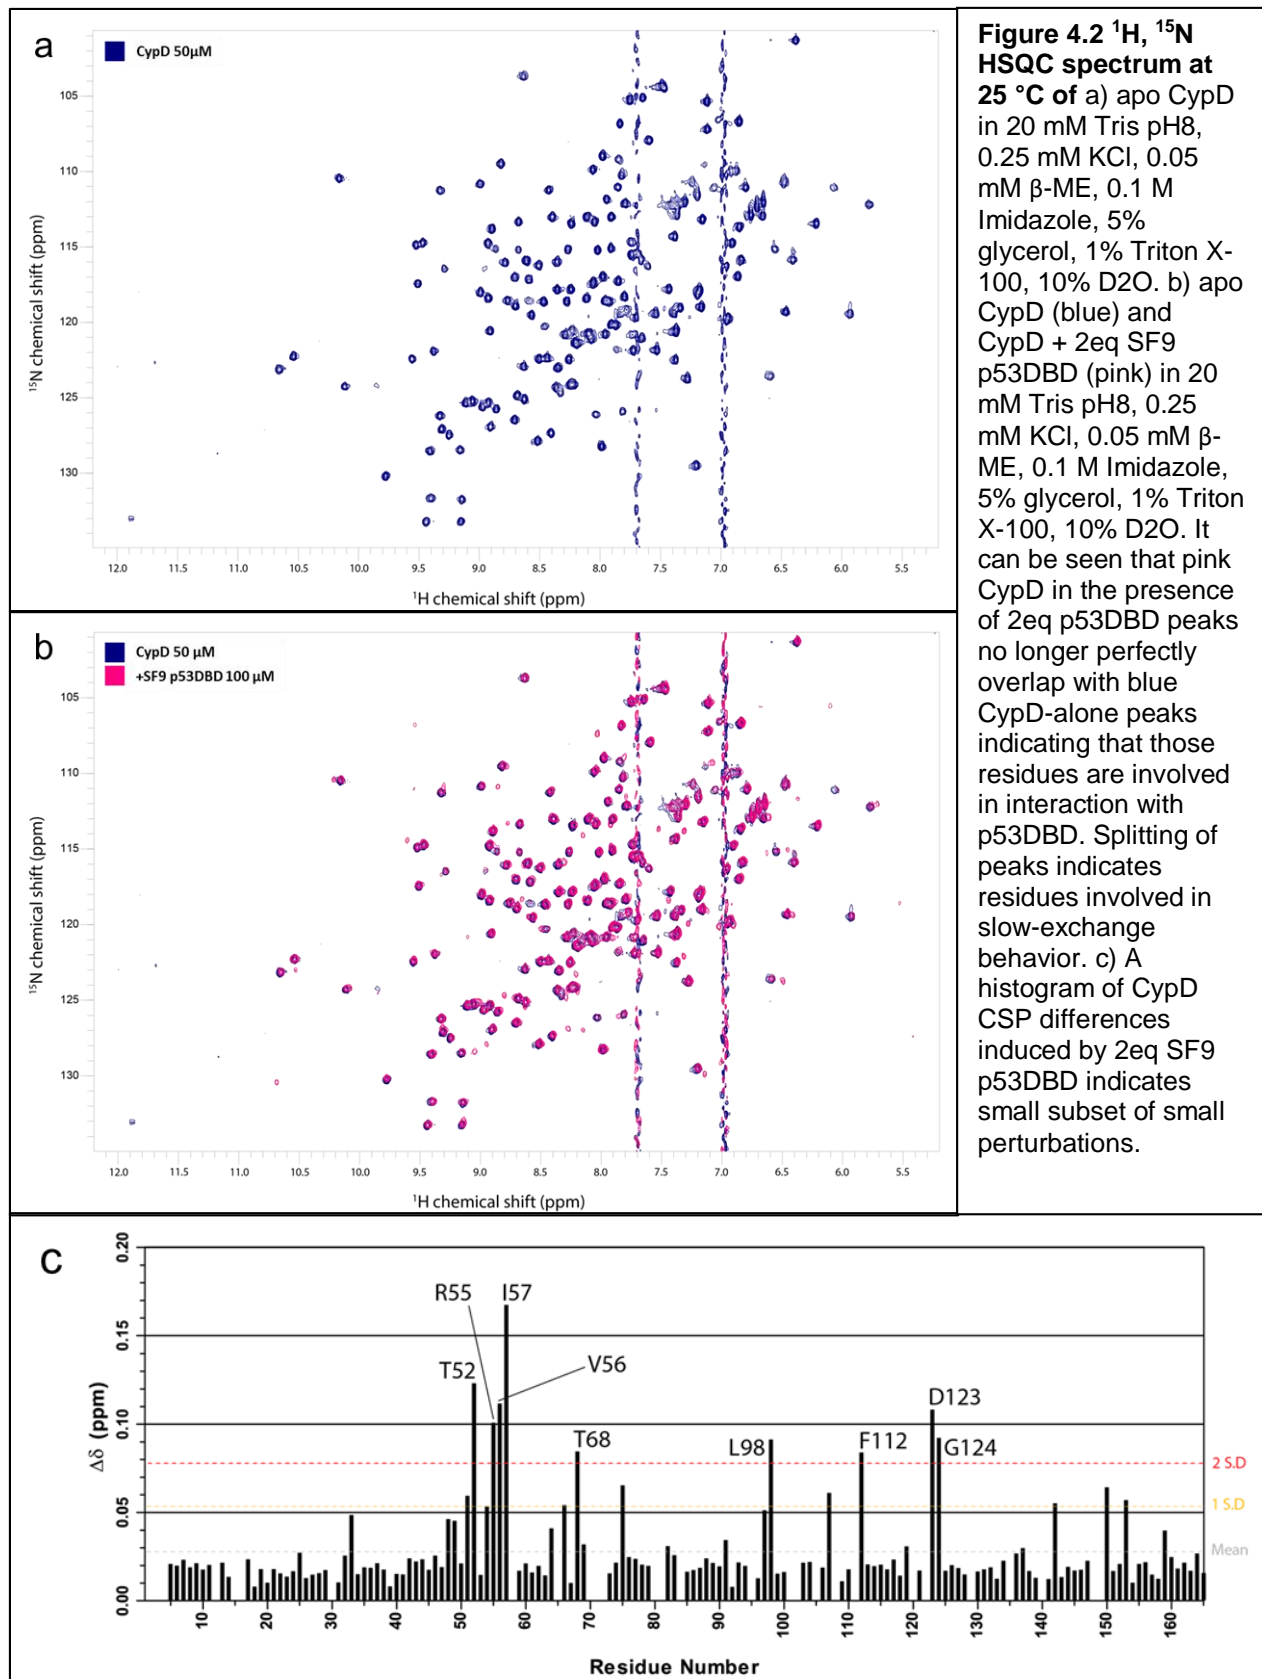 a
CypD 50μM
105
110
115
120
125
130
¹⁵N chemical shift (ppm)
12.0 11.5 11.0 10.5 10.0 9.5 9.0 8.5 8.0 7.5 7.0 6.5 6.0 5.5
¹H chemical shift (ppm)
b
CypD 50 μM
+SF9 p53DBD 100 μM
105
110
115
120
125
130
¹⁵N chemical shift (ppm)
12.0 11.5 11.0 10.5 10.0 9.5 9.0 8.5 8.0 7.5 7.0 6.5 6.0 5.5
¹H chemical shift (ppm)
Figure 4.2 ¹H, ¹⁵N
HSQC spectrum at
25 °C of a) apo CypD
in 20 mM Tris pH8,
0.25 mM KCl, 0.05
mM β-ME, 0.1 M
Imidazole, 5%
glycerol, 1% Triton X-
100, 10% D2O. b) apo
CypD (blue) and
CypD + 2eq SF9
p53DBD (pink) in 20
mM Tris pH8, 0.25
mM KCl, 0.05 mM β-
ME, 0.1 M Imidazole,
5% glycerol, 1% Triton
X-100, 10% D2O. It
can be seen that pink
CypD in the presence
of 2eq p53DBD peaks
no longer perfectly
overlap with blue
CypD-alone peaks
indicating that those
residues are involved
in interaction with
p53DBD. Splitting of
peaks indicates
residues involved in
slow-exchange
behavior. c) A
histogram of CypD
CSP differences
induced by 2eq SF9
p53DBD indicates
small subset of small
perturbations.
c
0.20
0.15
0.10
0.05
0.00
Δδ (ppm)
R55 I57
T52
V56
T68
L98
F112
D123
G124
2 S.D
1 S.D
Mean
10 20 30 40 50 60 70 80 90 100 110 120 130 140 150 160
Residue Number